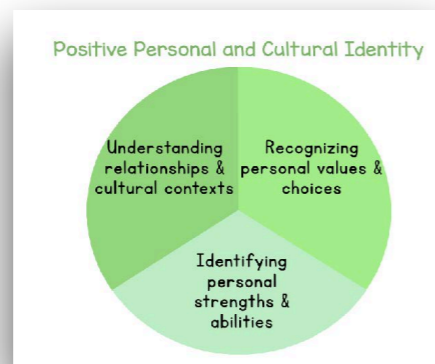 Positive Personal and Cultural Identity
Understanding
relationships &
cultural contexts
Recognizing
personal values &
choices
Identifying
personal
strengths &
abilities